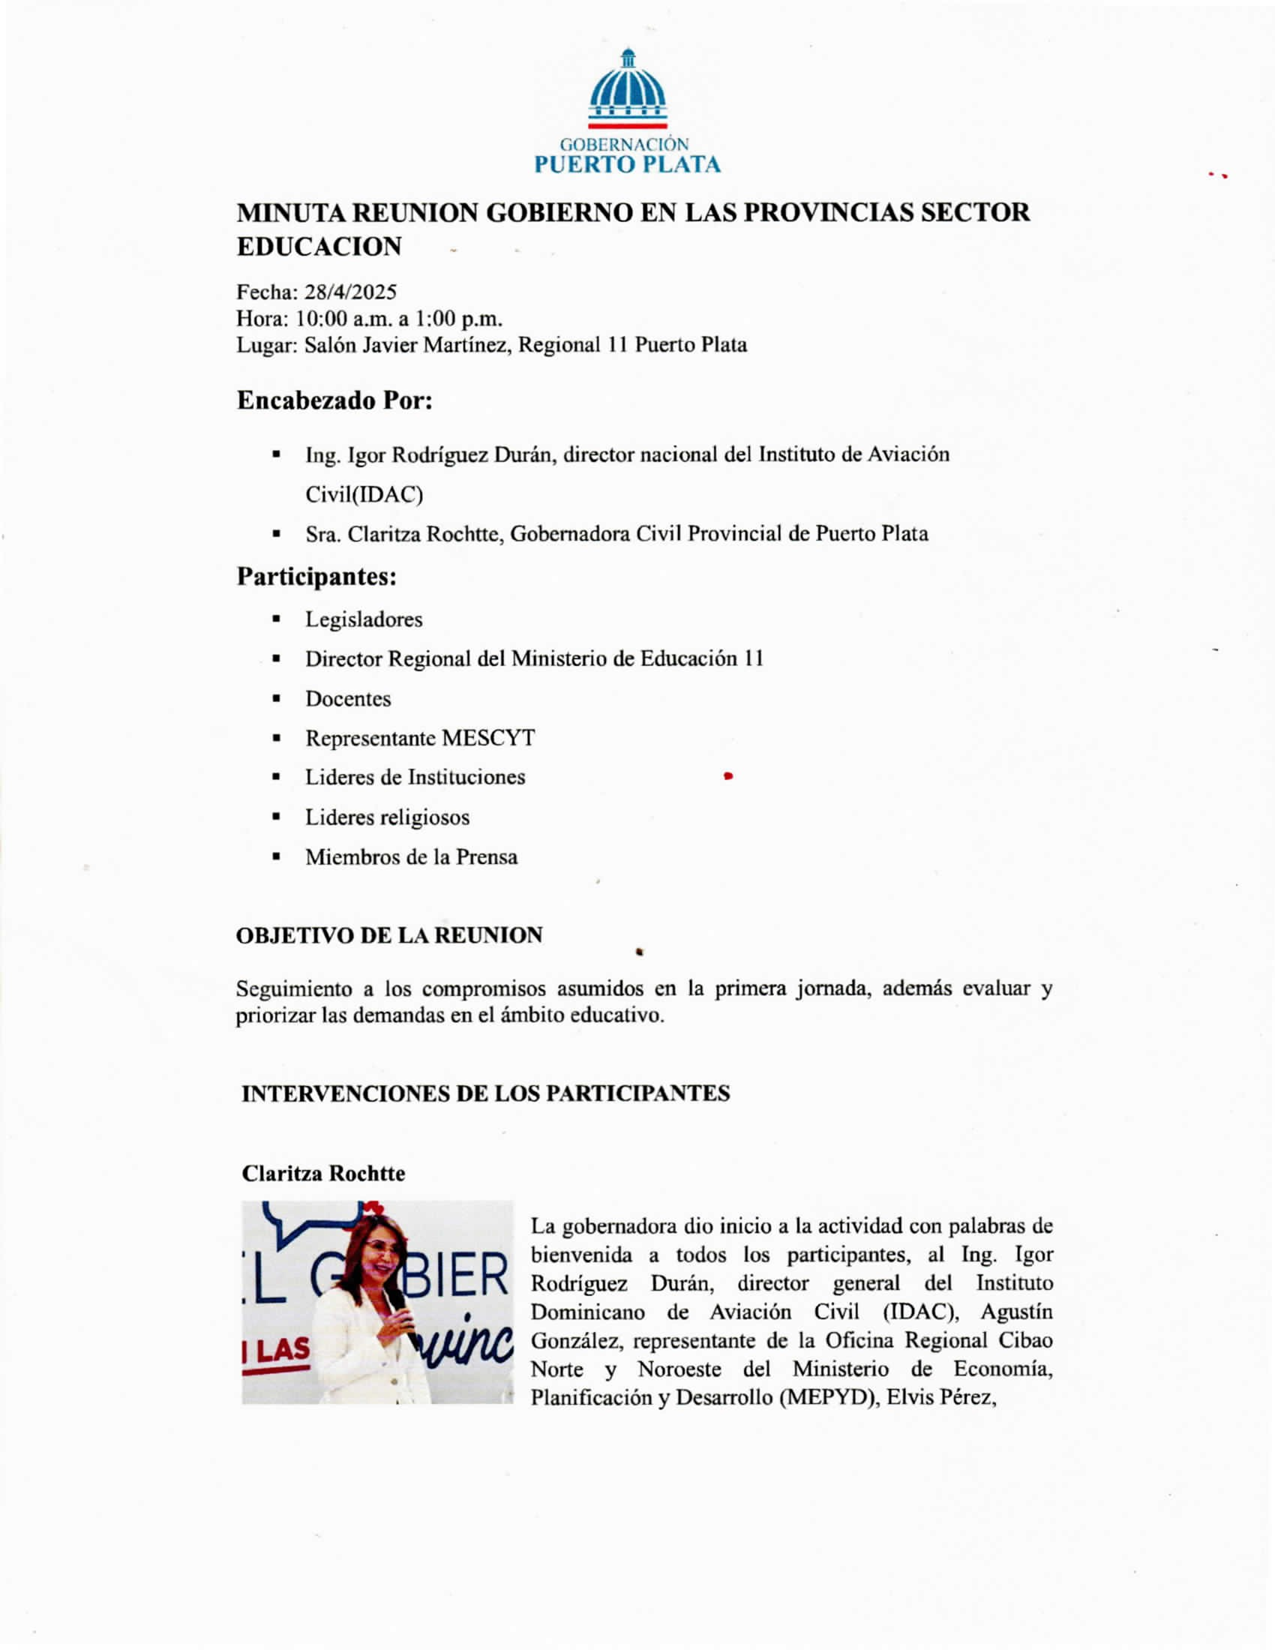 GOBERNACIÓN
PUERTO PLATA
MINUTA REUNION GOBIERNO EN LAS PROVINCIAS SECTOR
EDUCACION
Fecha: 28/4/2025
Hora: 10:00 a.m. a 1:00 p.m.
Lugar: Salón Javier Martínez, Regional 11 Puerto Plata
Encabezado Por:
▪ Ing. Igor Rodríguez Durán, director nacional del Instituto de Aviación
Civil(IDAC)
▪ Sra. Claritza Rochtte, Gobernadora Civil Provincial de Puerto Plata
Participantes:
▪ Legisladores
▪ Director Regional del Ministerio de Educación 11
▪ Docentes
▪ Representante MESCYT
▪ Lideres de Instituciones
▪ Lideres religiosos
▪ Miembros de la Prensa
OBJETIVO DE LA REUNION
Seguimiento a los compromisos asumidos en la primera jornada, además evaluar y
priorizar las demandas en el ámbito educativo.
INTERVENCIONES DE LOS PARTICIPANTES
Claritza Rochtte
EL GOBIER
LAS
vinc
La gobernadora dio inicio a la actividad con palabras de
bienvenida a todos los participantes, al Ing. Igor
Rodríguez Durán, director general del Instituto
Dominicano de Aviación Civil (IDAC), Agustín
González, representante de la Oficina Regional Cibao
Norte y Noroeste del Ministerio de Economía,
Planificación y Desarrollo (MEPYD), Elvis Pérez,